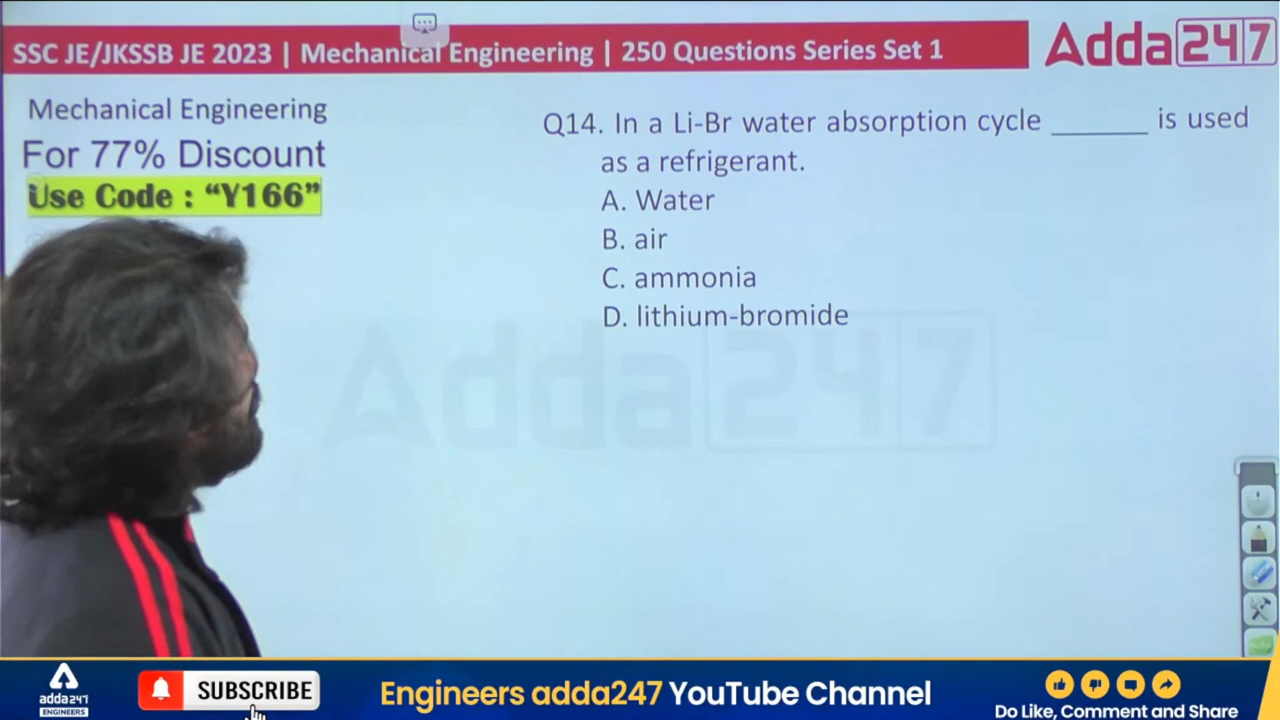 SSC JE/JKSSB JE 2023 | Mechanical Engineering | 250 Questions Series Set 1
Adda247
Mechanical Engineering
For 77% Discount
Use Code : “Y166”
Q14. In a Li-Br water absorption cycle _______ is used
as a refrigerant.
A. Water
B. air
C. ammonia
D. lithium-bromide
Adda247
adda247
ENGINEERS
SUBSCRIBE
Engineers adda247 YouTube Channel
Do Like, Comment and Share